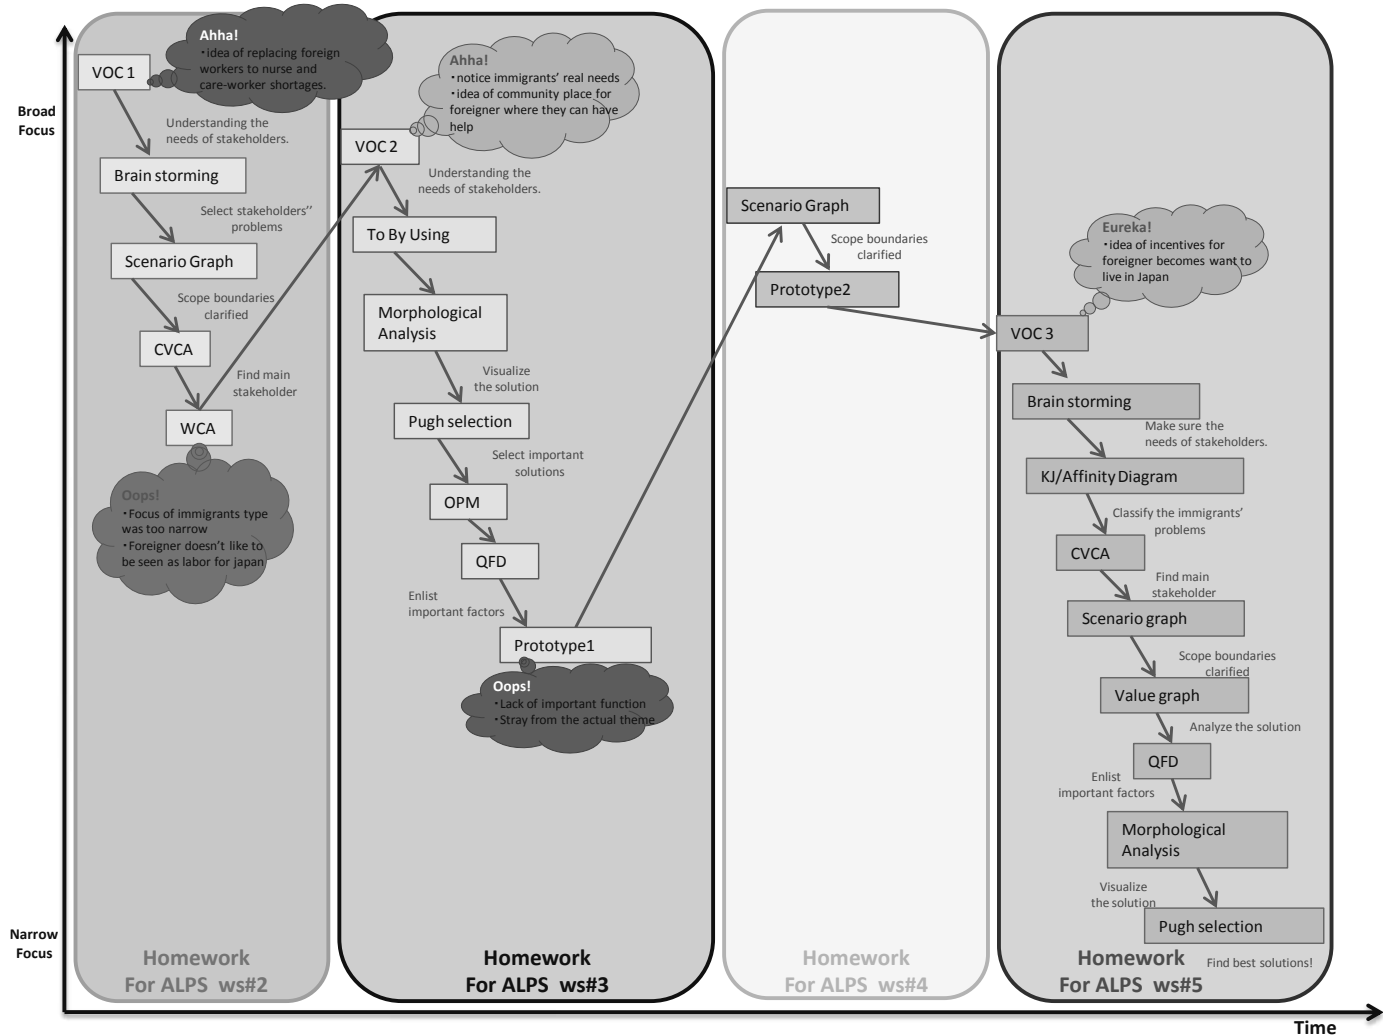 Broad
Focus
Narrow
Focus
Time
VOC 1
Ahha!
・idea of replacing foreign
workers to nurse and
care-worker shortages.
Understanding the
needs of stakeholders.
Brain storming
Select stakeholders’’
problems
Scenario Graph
Scope boundaries
clarified
CVCA
Find main
stakeholder
WCA
Oops!
・Focus of immigrants type
was too narrow
・Foreigner doesn’t like to
be seen as labor for japan
Homework
For ALPS ws#2
Ahha!
・notice immigrants’ real needs
・idea of community place for
foreigner where they can have
help
VOC 2
Understanding the
needs of stakeholders.
To By Using
Morphological
Analysis
Visualize
the solution
Pugh selection
Select important
solutions
OPM
QFD
Enlist
important factors
Prototype1
Oops!
・Lack of important function
・Stray from the actual theme
Homework
For ALPS ws#3
Scenario Graph
Scope boundaries
clarified
Prototype2
Homework
For ALPS ws#4
Eureka!
・idea of incentives for
foreigner becomes want to
live in Japan
VOC 3
Brain storming
Make sure the
needs of stakeholders.
KJ/Affinity Diagram
Classify the immigrants’
problems
CVCA
Find main
stakeholder
Scenario graph
Scope boundaries
clarified
Value graph
Analyze the solution
QFD
Enlist
important factors
Morphological
Analysis
Visualize
the solution
Pugh selection
Find best solutions!
Homework
For ALPS ws#5